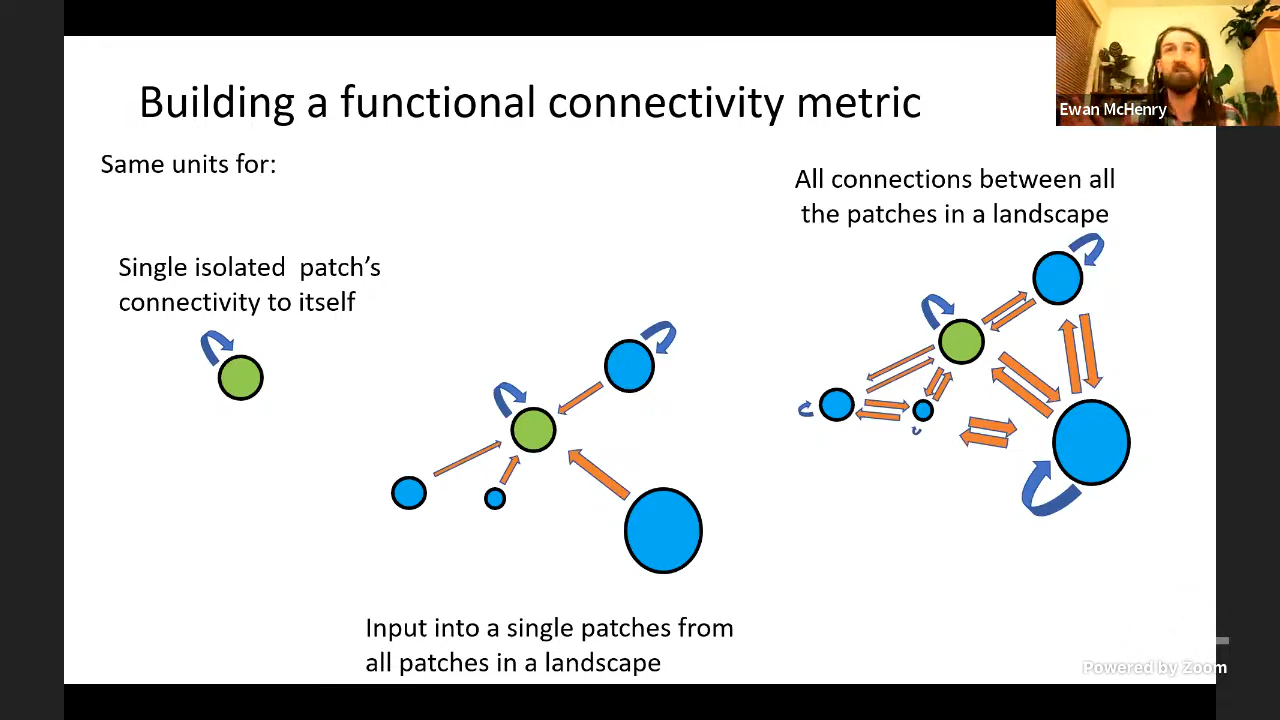 Building a functional connectivity metric
Ewan McHenry
Same units for:
All connections between all
the patches in a landscape
Single isolated patch's
connectivity to itself
Input into a single patches from
all patches in a landscape
Powered by Zoom